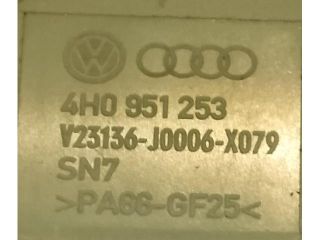 4H0 951 253
V23136-J0006-X079
SN7
>PA66-GF25<